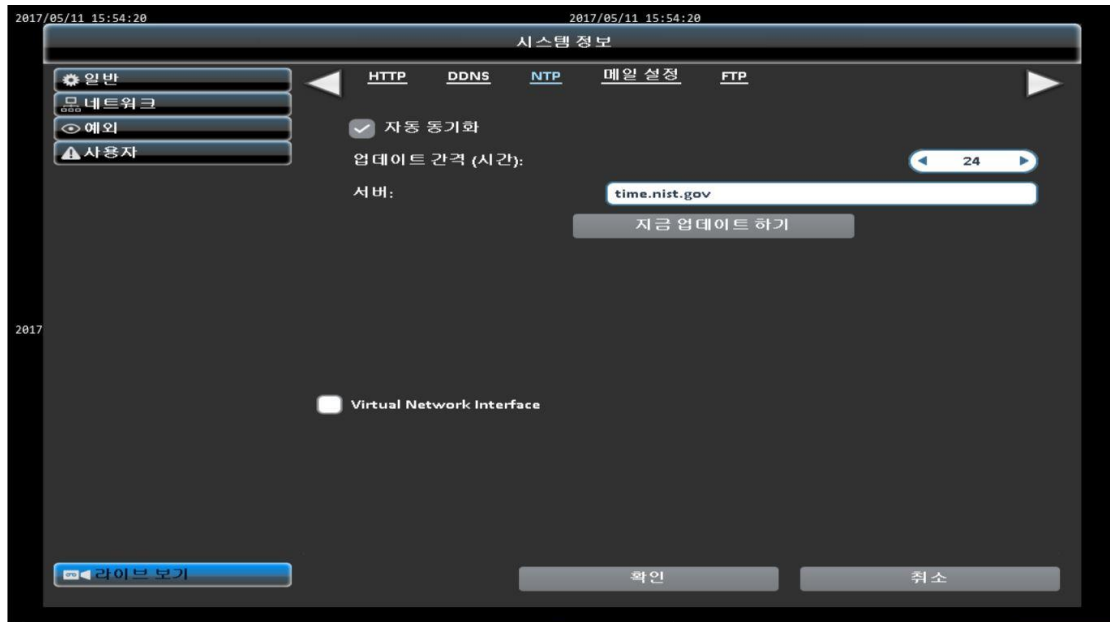 2017/05/11 15:54:20
2017/05/11 15:54:20
시스템 정보
일반
네트워크
예외
사용자
HTTP DDNS NTP 메일 설정 FTP
자동 동기화
업데이트 간격 (시간): 24
서버: time.nist.gov
지금 업데이트 하기
2017
Virtual Network Interface
라이브 보기
확인 취소